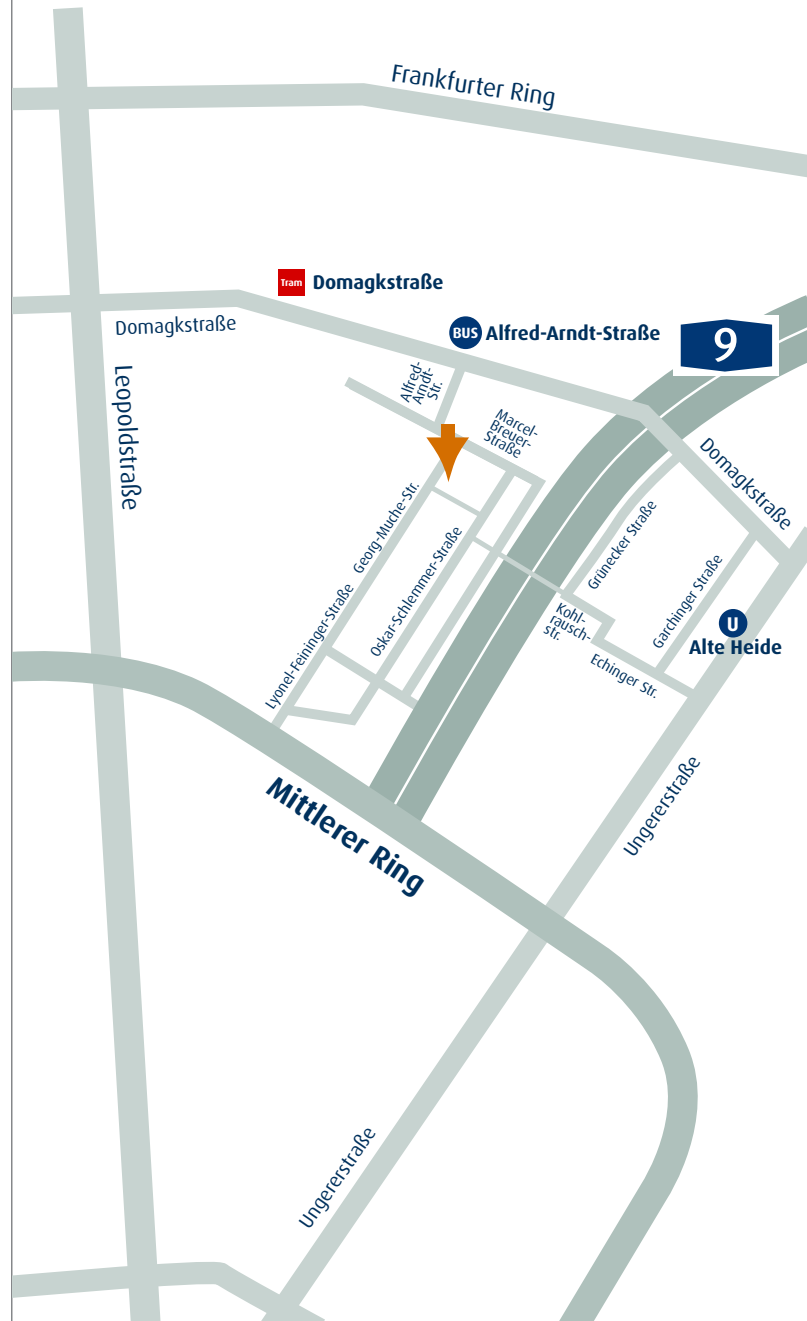 Frankfurter Ring
Tram Domagkstraße
Domagkstraße
BUS Alfred-Arndt-Straße
9
Alfred-
Arndt-
Str.
Leopoldstraße
Marcel-
Breuer-
Straße
Domagkstraße
Georg-Muche-Str.
Oskar-Schlemmer-Straße
Grünecker Straße
Garchinger Straße
Kohl-
rausch-
str.
U
Alte Heide
Echinger Str.
Lyonel-Feininger-Straße
Mittlerer Ring
Ungererstraße
Ungererstraße